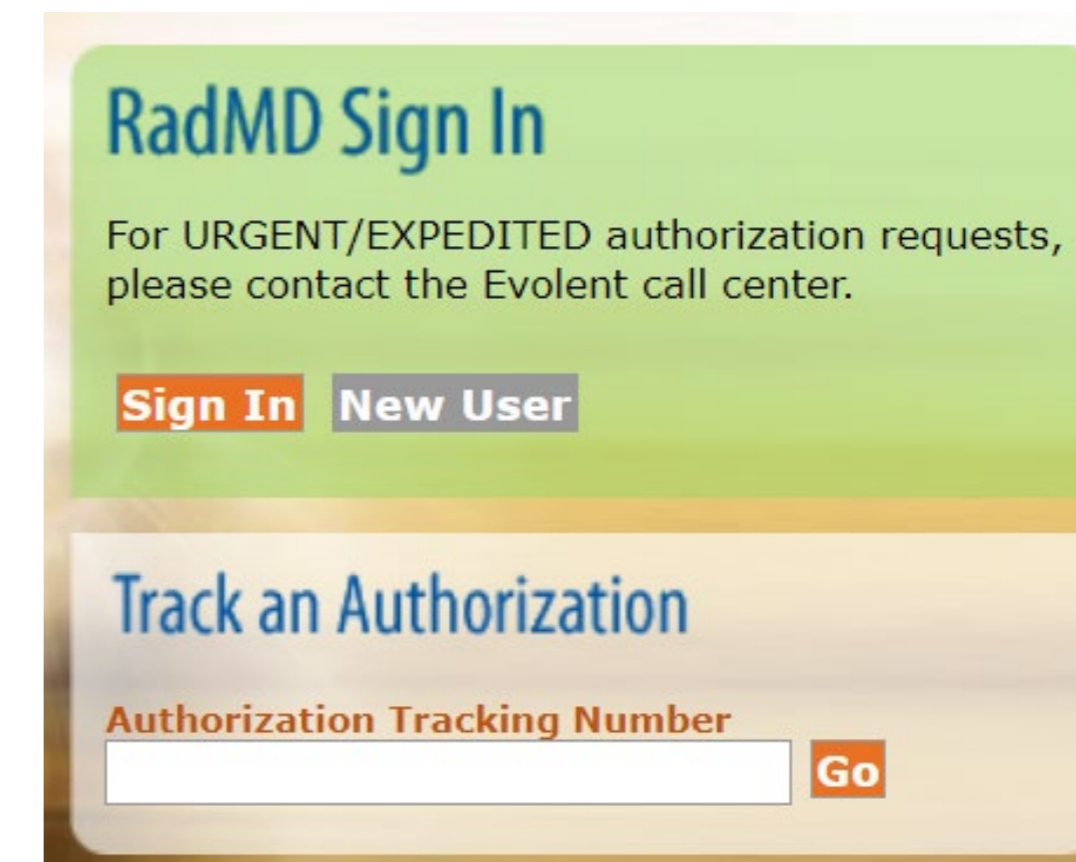 RadMD Sign In
For URGENT/EXPEDITED authorization requests,
please contact the Evolent call center.
Sign In New User
Track an Authorization
Authorization Tracking Number
Go